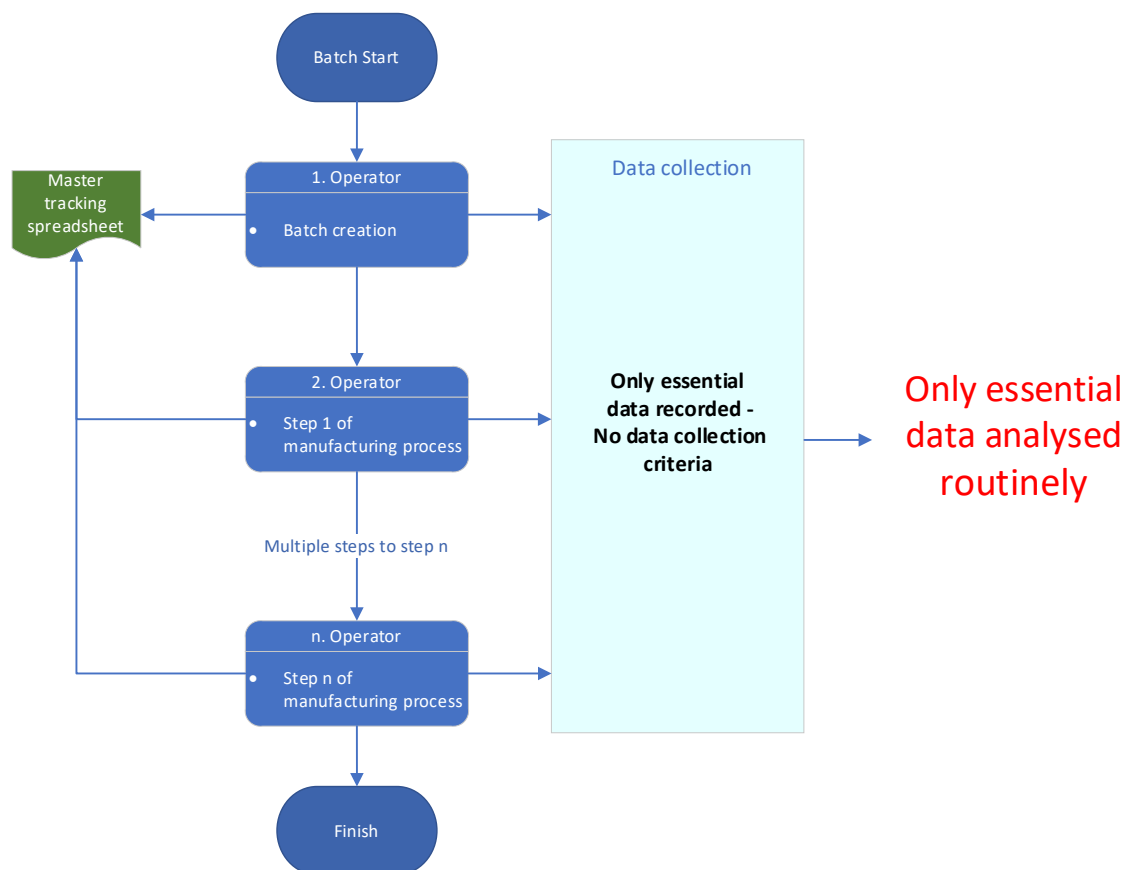 Batch Start
Master
tracking
spreadsheet
1. Operator
• Batch creation
Data collection
2. Operator
• Step 1 of
manufacturing process
Only essential
data recorded -
No data collection
criteria
Only essential
data analysed
routinely
Multiple steps to step n
n. Operator
• Step n of
manufacturing process
Finish